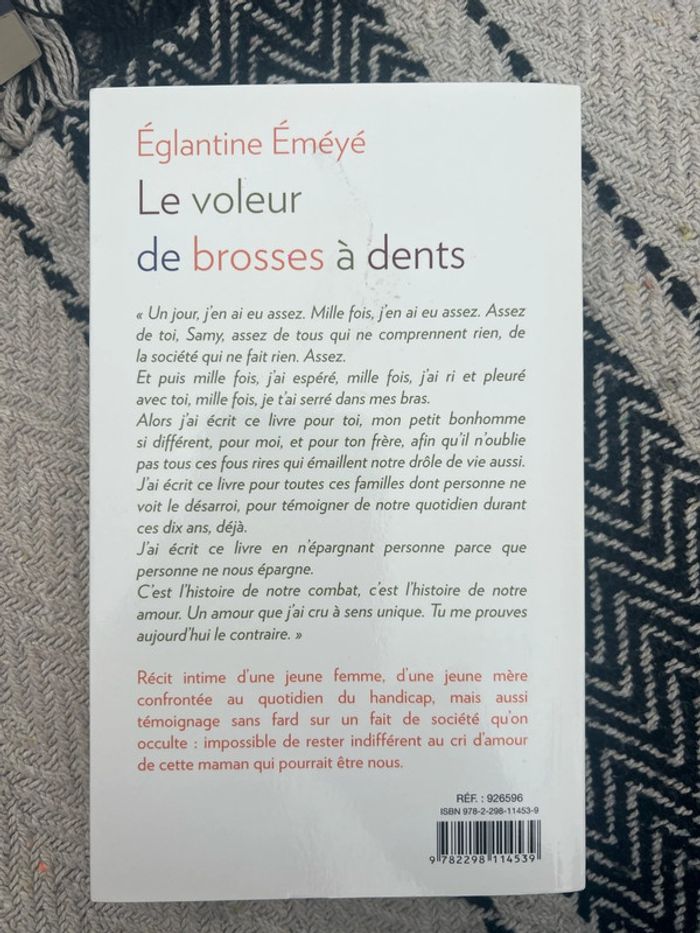 Églantine Éméyé
Le voleur
de brosses à dents
« Un jour, j'en ai eu assez. Mille fois, j'en ai eu assez. Assez
de toi, Samy, assez de tous qui ne comprennent rien, de
la société qui ne fait rien. Assez.
Et puis mille fois, j'ai espéré, mille fois, j'ai ri et pleuré
avec toi, mille fois, je t'ai serré dans mes bras.
Alors j'ai écrit ce livre pour toi, mon petit bonhomme
si différent, pour moi, et pour ton frère, afin qu'il n'oublie
pas tous ces fous rires qui émaillent notre drôle de vie aussi.
J'ai écrit ce livre pour toutes ces familles dont personne ne
voit le désarroi, pour témoigner de notre quotidien durant
ces dix ans, déjà.
J'ai écrit ce livre en n'épargnant personne parce que
personne ne nous épargne.
C'est l'histoire de notre combat, c'est l'histoire de notre
amour. Un amour que j'ai cru à sens unique. Tu me prouves
aujourd'hui le contraire. »
Récit intime d'une jeune femme, d'une jeune mère
confrontée au quotidien du handicap, mais aussi
témoignage sans fard sur un fait de société qu'on
occulte : impossible de rester indifférent au cri d'amour
de cette maman qui pourrait être nous.
RÉF. : 926596
ISBN 978-2-298-11453-9
9 782298 114539